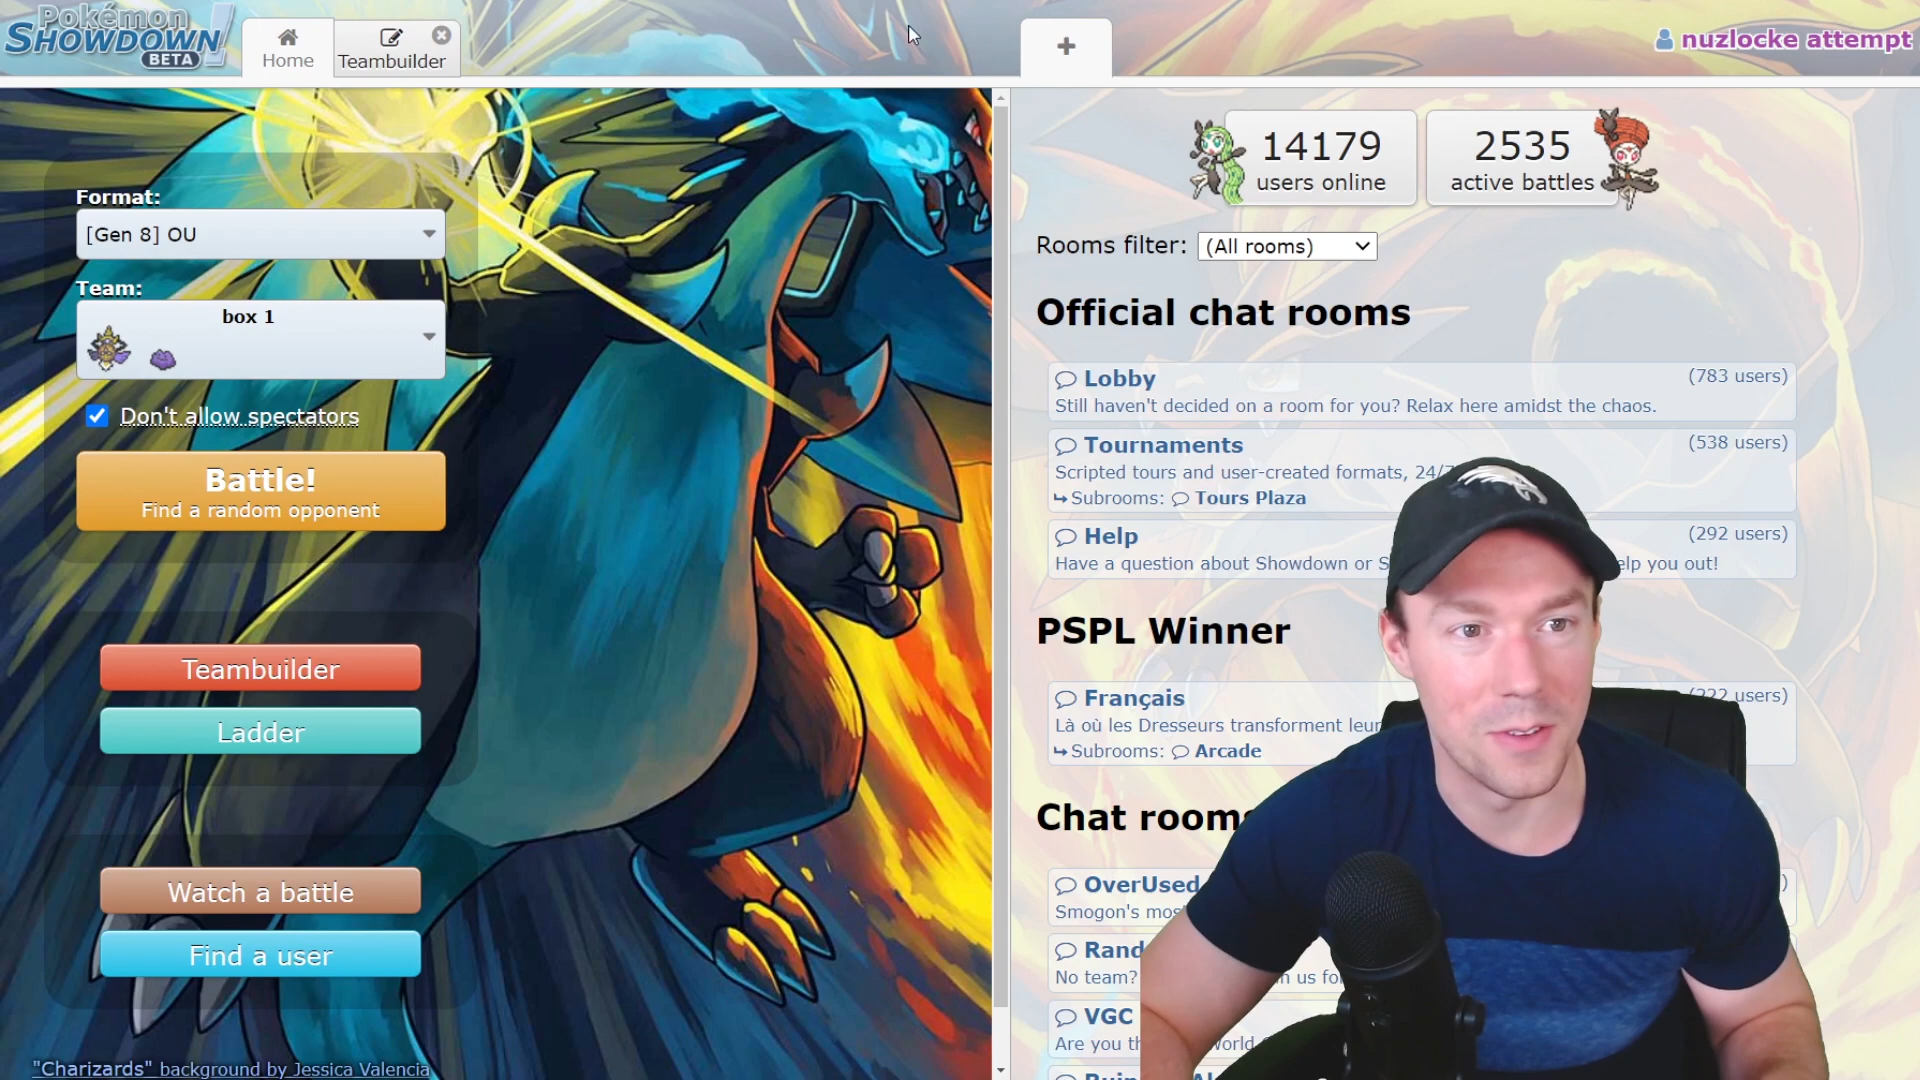 Pokémon
SHOWDOWN!
BETA
Home
Teambuilder
+
nuzlocke attempt
Format:
[Gen 8] OU
Team:
box 1
Don't allow spectators
Battle!
Find a random opponent
Teambuilder
Ladder
Watch a battle
Find a user
"Charizards" background by Jessica Valencia
14179
users online
2535
active battles
Rooms filter: (All rooms)
Official chat rooms
Lobby (783 users)
Still haven't decided on a room for you? Relax here amidst the chaos.
Tournaments (538 users)
Scripted tours and user-created formats, 24/7
Subrooms: Tours Plaza
Help (292 users)
Have a question about Showdown or S elp you out!
PSPL Winner
Français (222 users)
Là où les Dresseurs transforment leur
Subrooms: Arcade
Chat rooms
OverUsed )
Smogon's mos
Rand
No team? n us fo
VGC
Are you th World